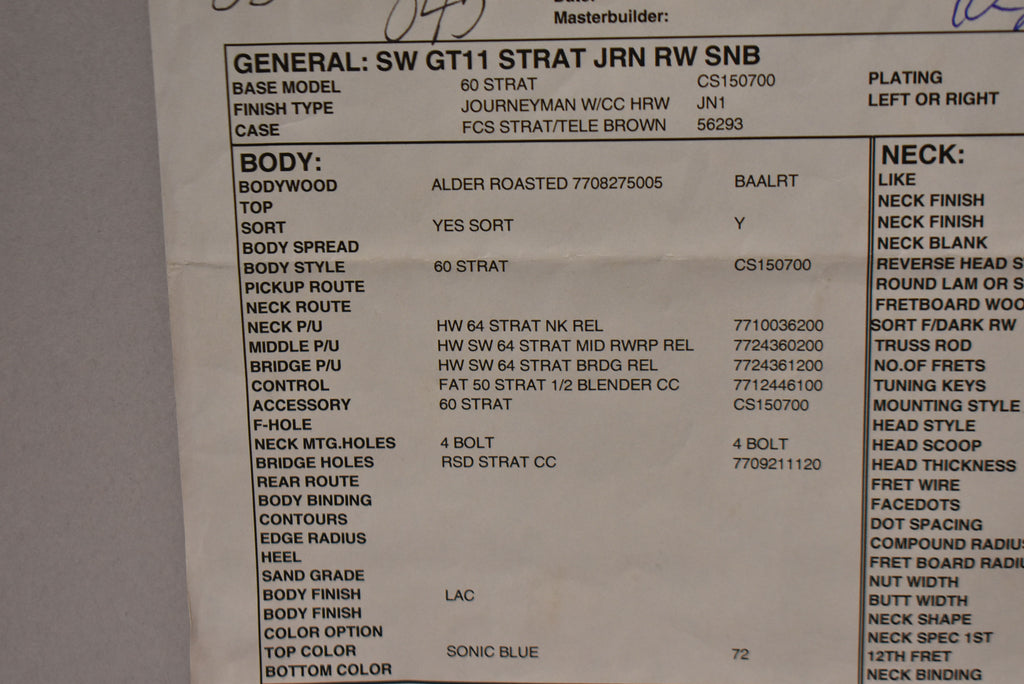 Masterbuilder:
GENERAL: SW GT11 STRAT JRN RW SNB
BASE MODEL 60 STRAT CS150700 PLATING
FINISH TYPE JOURNEYMAN W/CC HRW JN1 LEFT OR RIGHT
CASE FCS STRAT/TELE BROWN 56293
BODY:
BODYWOOD ALDER ROASTED 7708275005 BAALRT
TOP
SORT YES SORT Y
BODY SPREAD
BODY STYLE 60 STRAT CS150700
PICKUP ROUTE
NECK ROUTE
NECK P/U HW 64 STRAT NK REL 7710036200
MIDDLE P/U HW SW 64 STRAT MID RWRP REL 7724360200
BRIDGE P/U HW SW 64 STRAT BRDG REL 7724361200
CONTROL FAT 50 STRAT 1/2 BLENDER CC 7712446100
ACCESSORY 60 STRAT CS150700
F-HOLE
NECK MTG.HOLES 4 BOLT 4 BOLT
BRIDGE HOLES RSD STRAT CC 7709211120
REAR ROUTE
BODY BINDING
CONTOURS
EDGE RADIUS
HEEL
SAND GRADE
BODY FINISH LAC
BODY FINISH
COLOR OPTION
TOP COLOR SONIC BLUE 72
BOTTOM COLOR
NECK:
LIKE
NECK FINISH
NECK FINISH
NECK BLANK
REVERSE HEAD S
ROUND LAM OR S
FRETBOARD WOO
SORT F/DARK RW
TRUSS ROD
NO.OF FRETS
TUNING KEYS
MOUNTING STYLE
HEAD STYLE
HEAD SCOOP
HEAD THICKNESS
FRET WIRE
FACEDOTS
DOT SPACING
COMPOUND RADIU
FRET BOARD RADI
NUT WIDTH
BUTT WIDTH
NECK SHAPE
NECK SPEC 1ST
12TH FRET
NECK BINDING